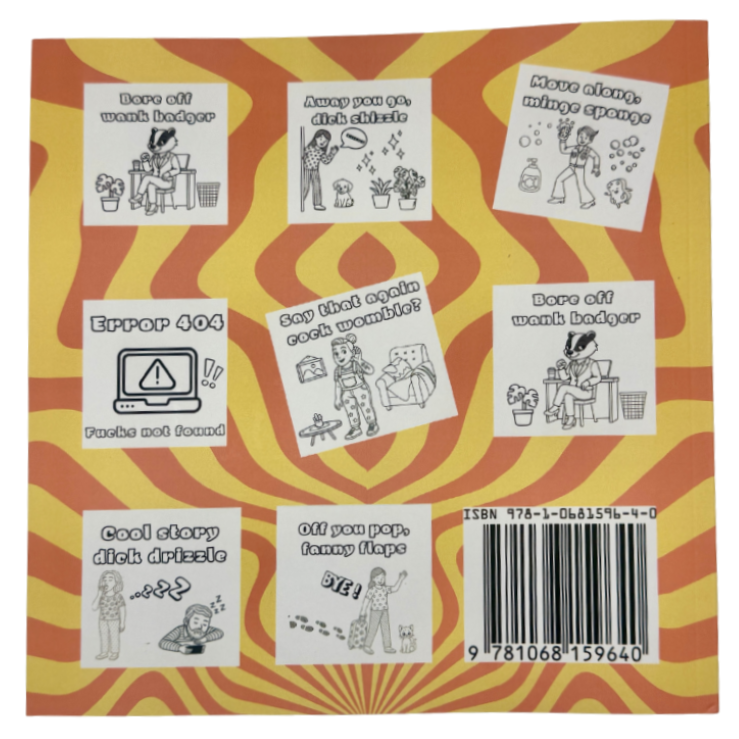 Bore off
wank badger
Away you go,
dick shizzle
Move along,
minge sponge
Error 404
!!
Fucks not found
Say that again
cock womble?
Bore off
wank badger
Cool story
dick drizzle
...???
zzz
Off you pop,
fanny flaps
BYE!
ISBN 978-1-0681596-4-0
9 781068 159640